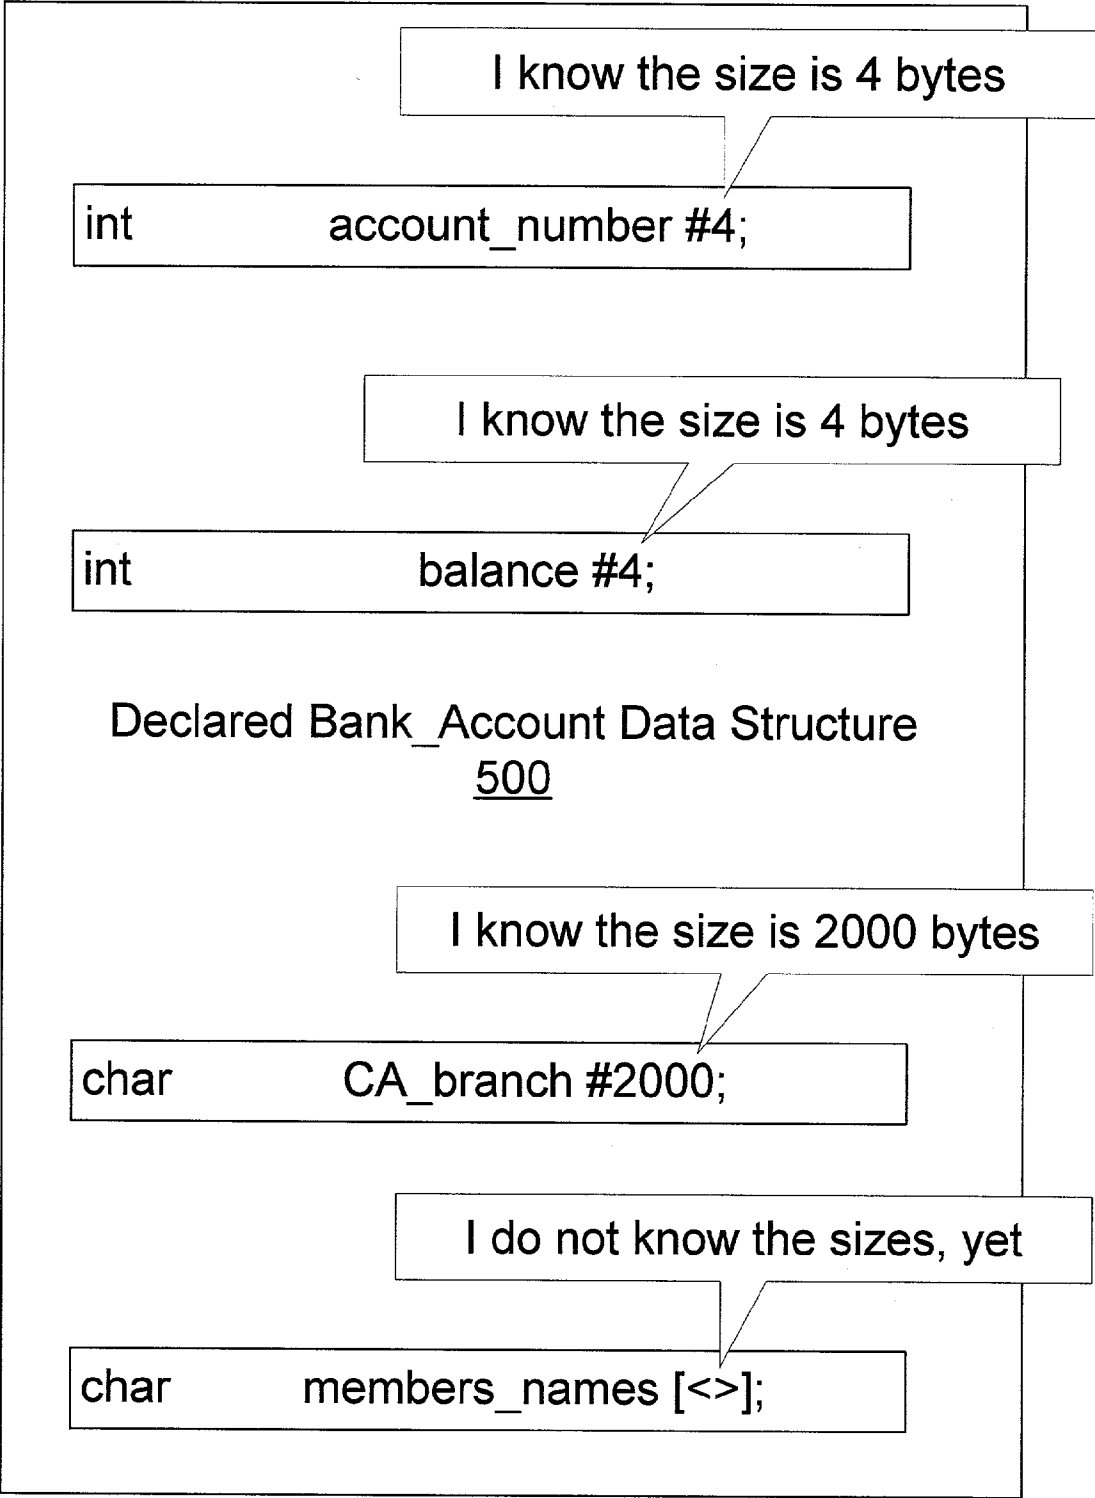 I know the size is 4 bytes
int account_number #4;
I know the size is 4 bytes
int balance #4;
Declared Bank_Account Data Structure
500
I know the size is 2000 bytes
char CA_branch #2000;
I do not know the sizes, yet
char members_names [<>];